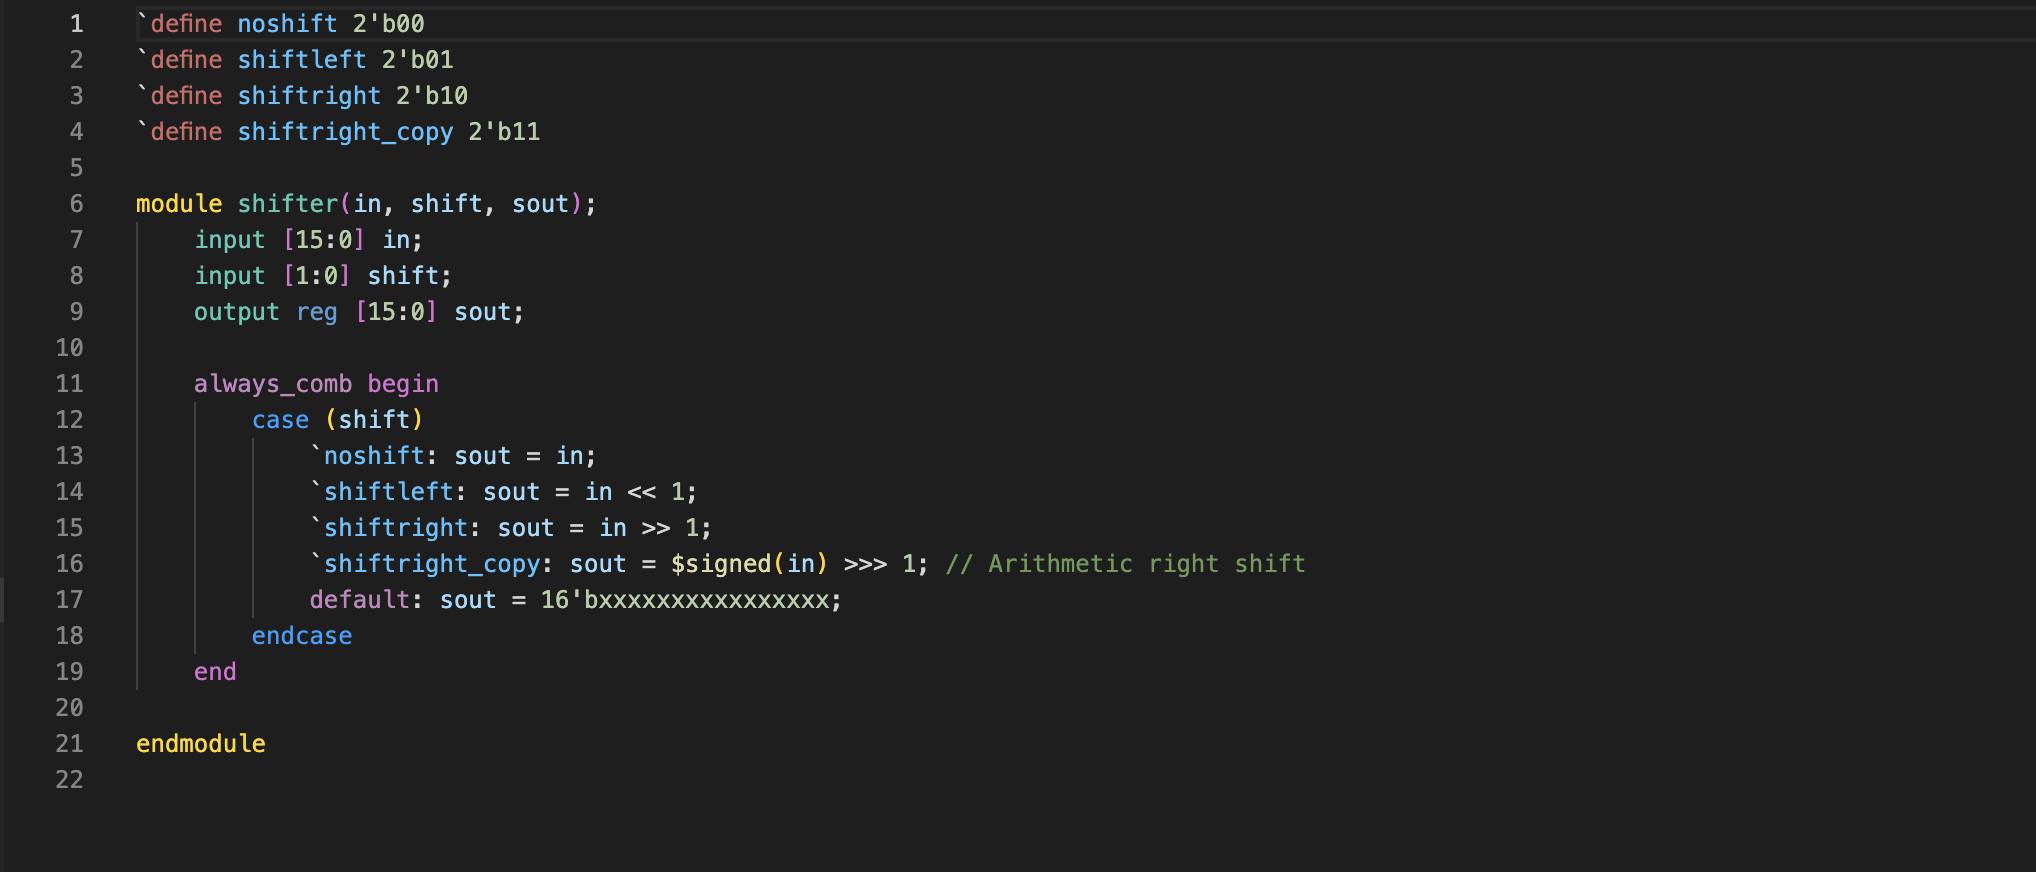 1 `define noshift 2'b00
2 `define shiftleft 2'b01
3 `define shiftright 2'b10
4 `define shiftright_copy 2'b11
5
6 module shifter(in, shift, sout);
7     input [15:0] in;
8     input [1:0] shift;
9     output reg [15:0] sout;
10
11     always_comb begin
12         case (shift)
13             `noshift: sout = in;
14             `shiftleft: sout = in << 1;
15             `shiftright: sout = in >> 1;
16             `shiftright_copy: sout = $signed(in) >>> 1; // Arithmetic right shift
17             default: sout = 16'bxxxxxxxxxxxxxxxx;
18         endcase
19     end
20
21 endmodule
22